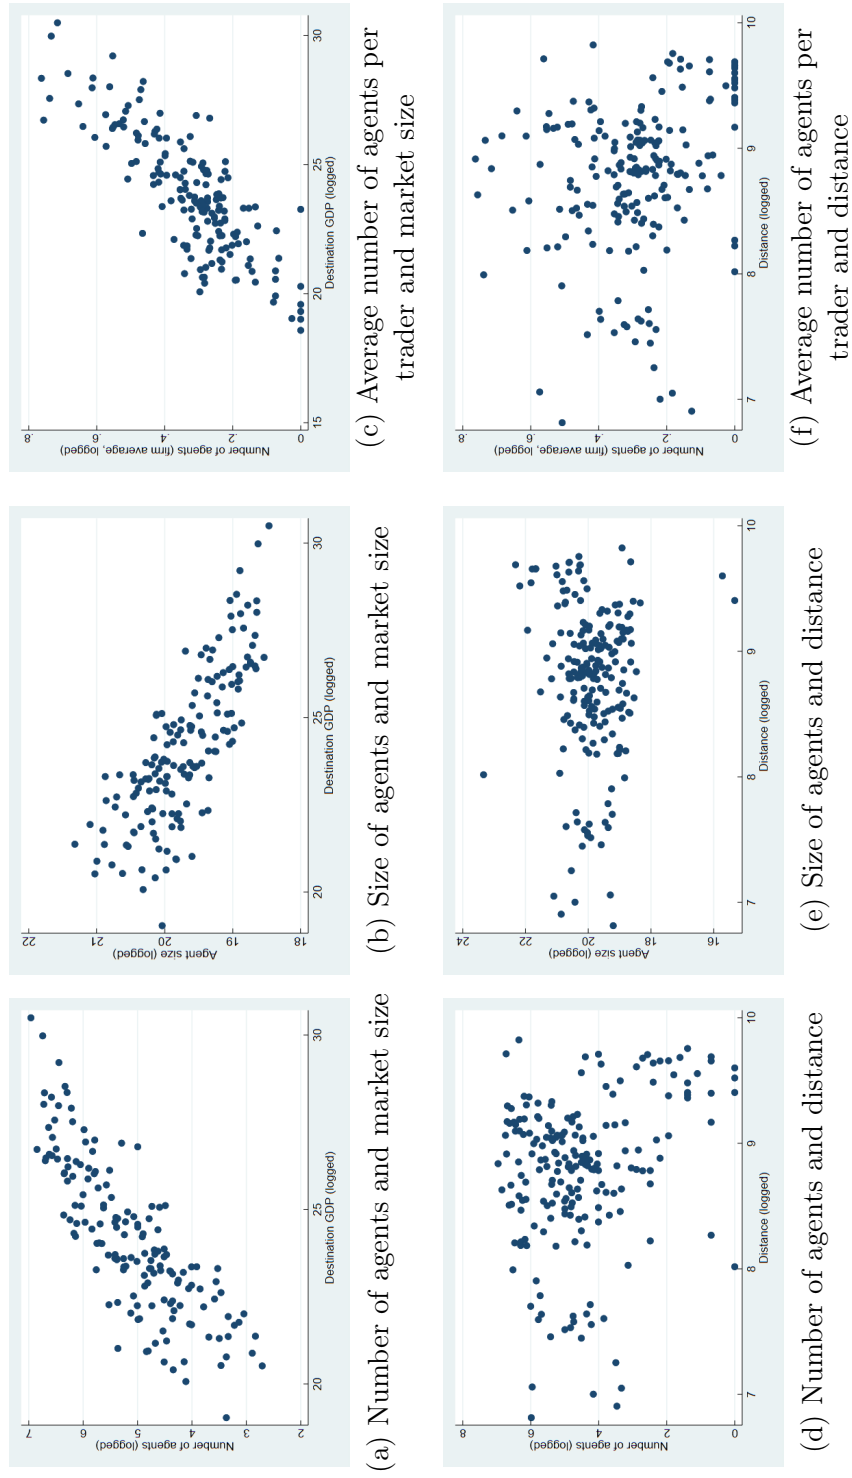 Number of agents (logged)
7
6
5
4
3
2
20
25
30
Destination GDP (logged)
(a) Number of agents and market size
Agent size (logged)
22
21
20
19
18
20
25
30
Destination GDP (logged)
(b) Size of agents and market size
Number of agents (firm average, logged)
.8
.6
.4
.2
0
15
20
25
30
Destination GDP (logged)
(c) Average number of agents per
trader and market size
Number of agents (logged)
8
6
4
2
0
7
8
9
10
Distance (logged)
(d) Number of agents and distance
Agent size (logged)
24
22
20
18
16
7
8
9
10
Distance (logged)
(e) Size of agents and distance
Number of agents (firm average, logged)
.8
.6
.4
.2
0
7
8
9
10
Distance (logged)
(f) Average number of agents per
trader and distance